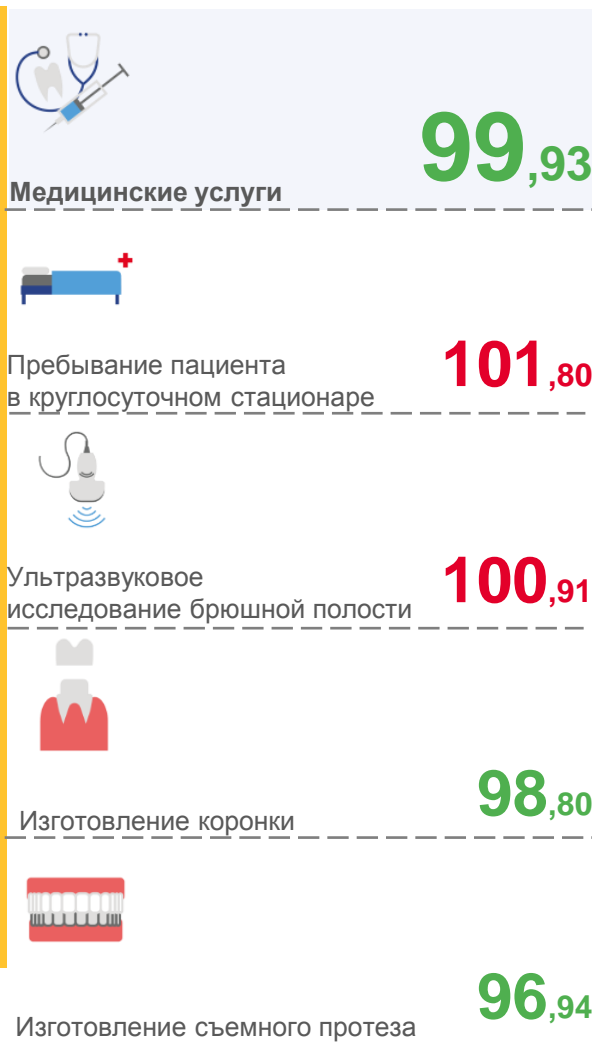 99,93
Медицинские услуги
Пребывание пациента
в круглосуточном стационаре
101,80
Ультразвуковое
исследование брюшной полости
100,91
Изготовление коронки
98,80
Изготовление съемного протеза
96,94